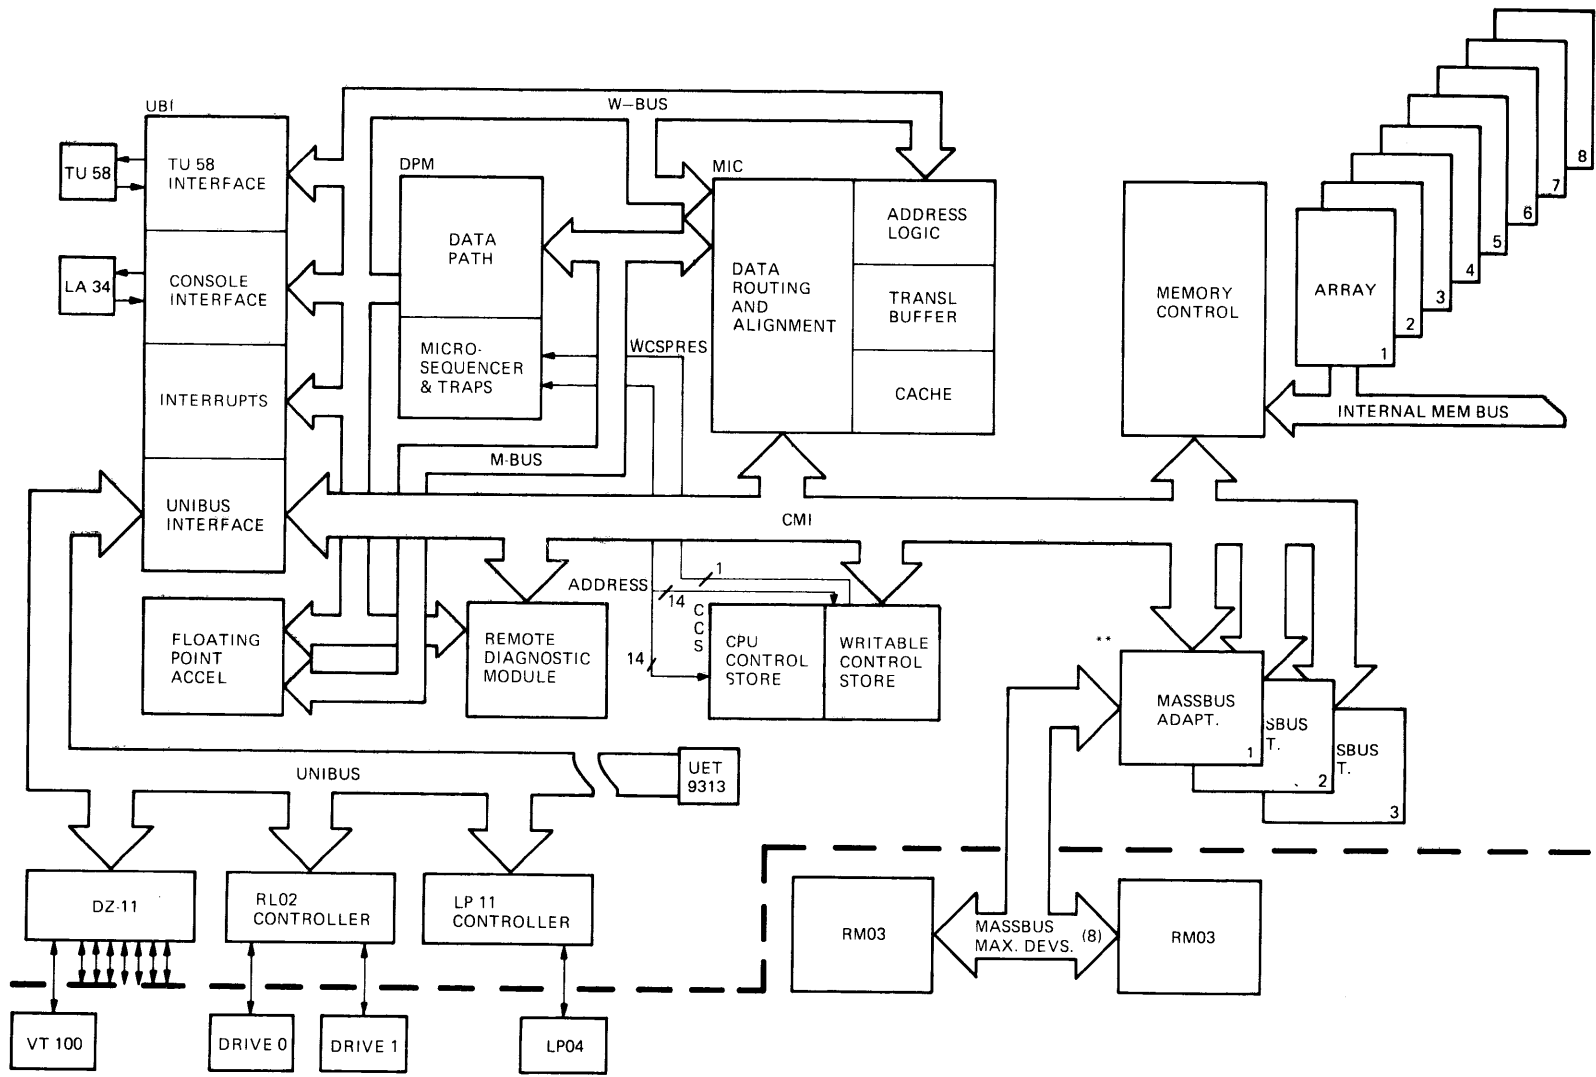 W-BUS
UBI
TU 58
TU 58
INTERFACE
LA 34
CONSOLE
INTERFACE
INTERRUPTS
UNIBUS
INTERFACE
DPM
DATA
PATH
MICRO-
SEQUENCER
& TRAPS
WCSPRES
M-BUS
MIC
DATA
ROUTING
AND
ALIGNMENT
ADDRESS
LOGIC
TRANSL
BUFFER
CACHE
MEMORY
CONTROL
ARRAY
1
2
3
4
5
6
7
8
INTERNAL MEM BUS
CMI
FLOATING
POINT
ACCEL
REMOTE
DIAGNOSTIC
MODULE
ADDRESS
1
14
14
C
C
S
CPU
CONTROL
STORE
WRITABLE
CONTROL
STORE
**
MASSBUS
ADAPT.
1
SBUS
T.
2
SBUS
T.
3
UNIBUS
UET
9313
DZ-11
RL02
CONTROLLER
LP 11
CONTROLLER
RM03
MASSBUS
MAX. DEVS. (8)
RM03
VT 100
DRIVE 0
DRIVE 1
LP04